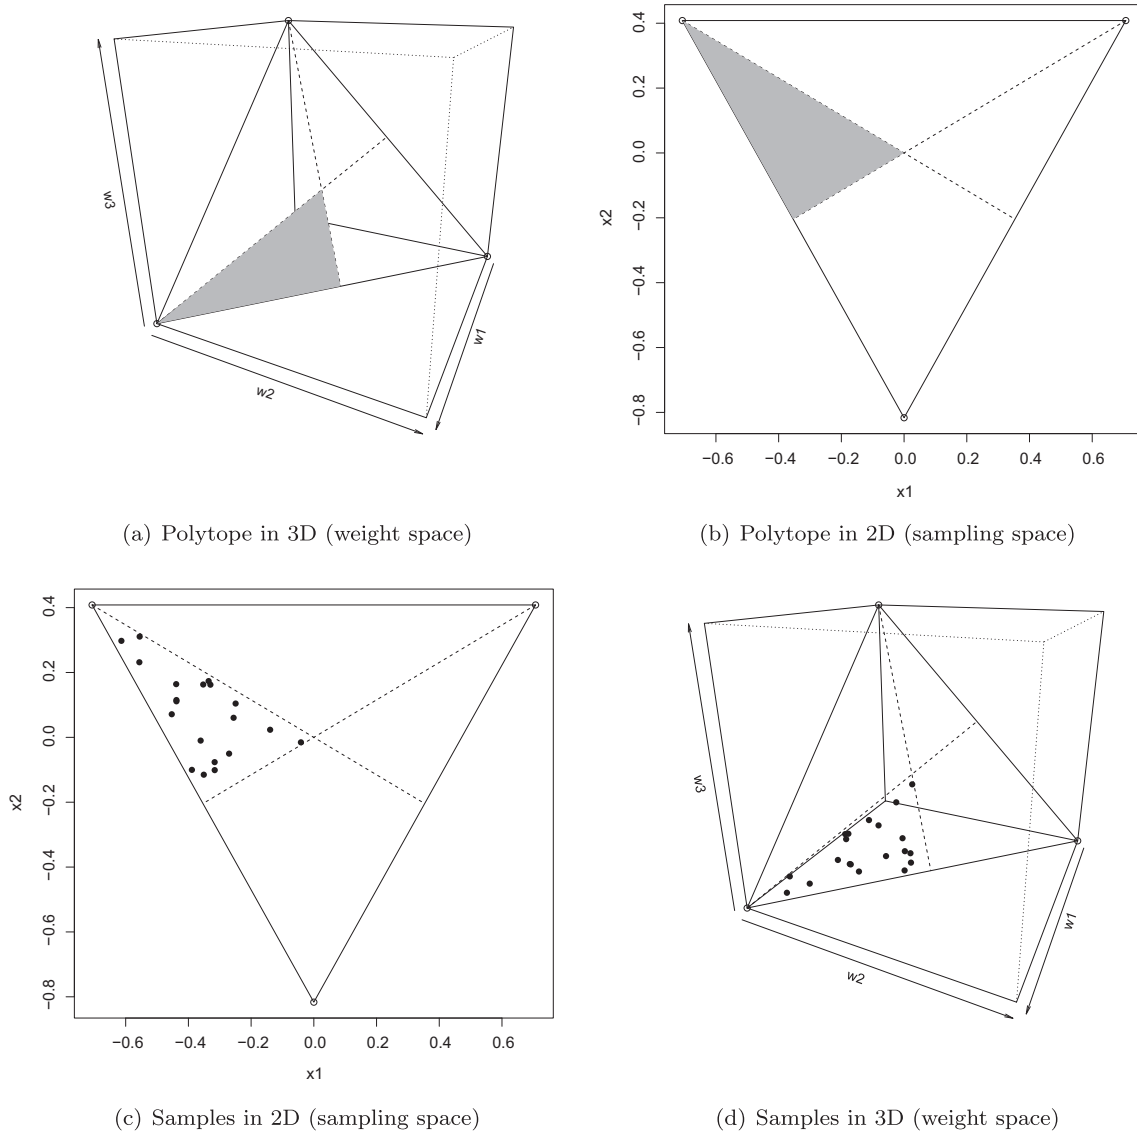 w3
w2
w1
0.4
0.2
0.0
−0.2
−0.4
−0.6
−0.8
x2
−0.6 −0.4 −0.2 0.0 0.2 0.4 0.6
x1
(a) Polytope in 3D (weight space)
(b) Polytope in 2D (sampling space)
0.4
0.2
0.0
−0.2
−0.4
−0.6
−0.8
x2
−0.6 −0.4 −0.2 0.0 0.2 0.4 0.6
x1
w3
w2
w1
(c) Samples in 2D (sampling space)
(d) Samples in 3D (weight space)